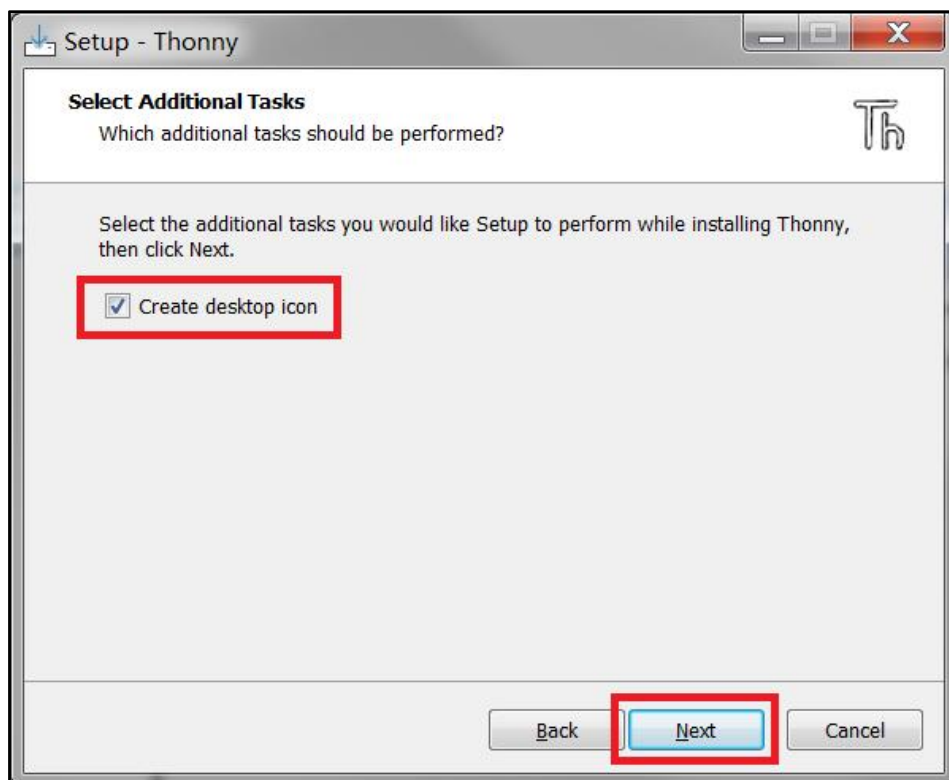 Setup - Thonny
Select Additional Tasks
Which additional tasks should be performed?
Th
Select the additional tasks you would like Setup to perform while installing Thonny,
then click Next.
Create desktop icon
Back Next Cancel